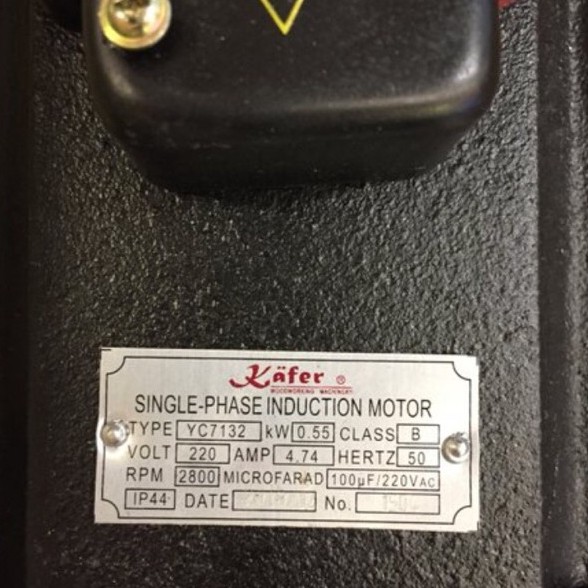 Käfer ®
WOODWORKING MACHINERY
SINGLE-PHASE INDUCTION MOTOR
TYPE YC7132 kW 0.55 CLASS B
VOLT 220 AMP 4.74 HERTZ 50
RPM 2800 MICROFARAD 100µF/220VAC
IP44 DATE No.